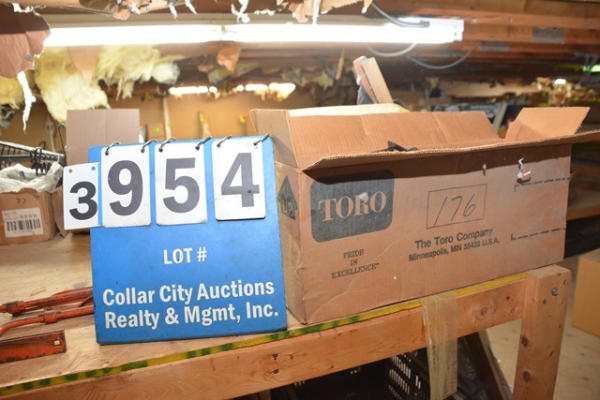 3954
LOT #
Collar City Auctions
Realty & Mgmt, Inc.
TORO
PRIDE
IN
EXCELLENCE
176
The Toro Company
Minneapolis, MN 55420 U.S.A.